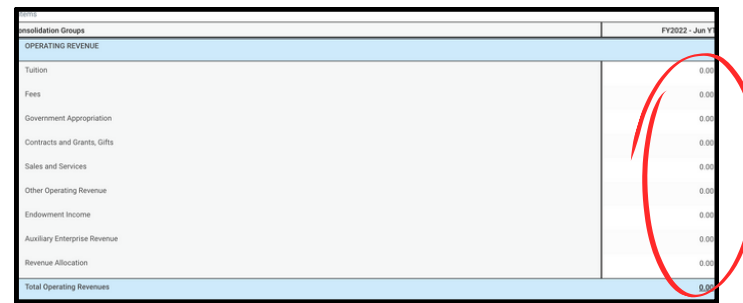 Consolidation Groups FY2022 - Jun
OPERATING REVENUE
Tuition 0.00
Fees 0.00
Government Appropriation 0.00
Contracts and Grants, Gifts 0.00
Sales and Services 0.00
Other Operating Revenue 0.00
Endowment Income 0.00
Auxiliary Enterprise Revenue 0.00
Revenue Allocation 0.00
Total Operating Revenues 0.00